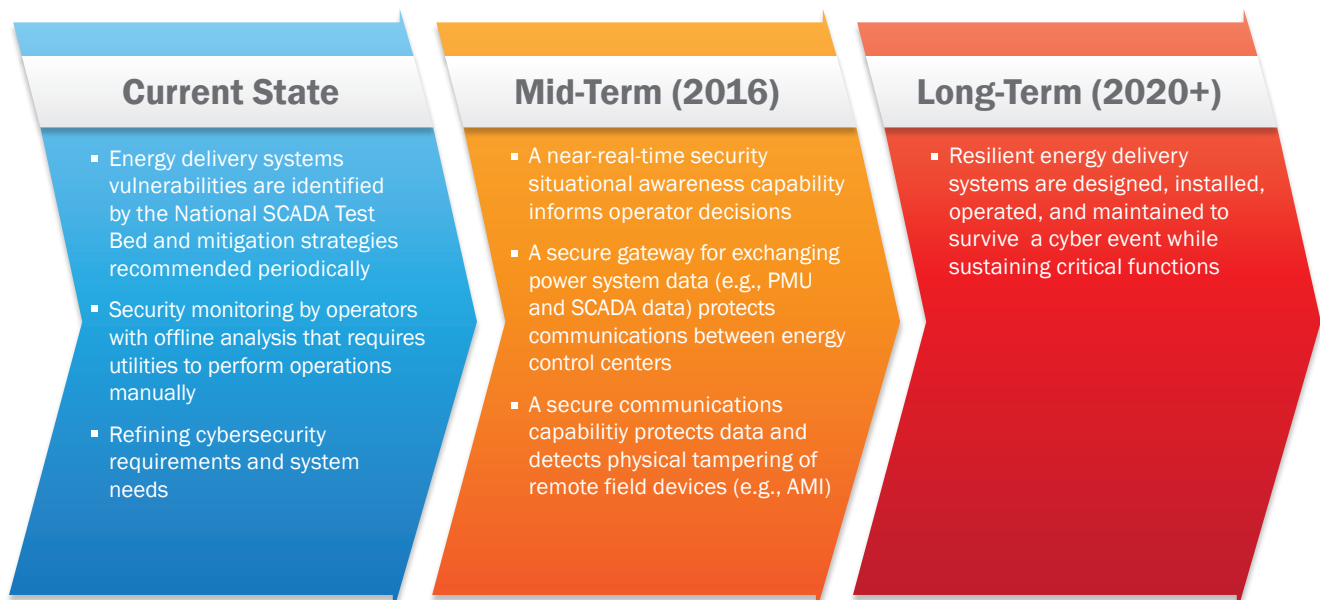 Current State
▪ Energy delivery systems
vulnerabilities are identified
by the National SCADA Test
Bed and mitigation strategies
recommended periodically
▪ Security monitoring by operators
with offline analysis that requires
utilities to perform operations
manually
▪ Refining cybersecurity
requirements and system
needs
Mid-Term (2016)
▪ A near-real-time security
situational awareness capability
informs operator decisions
▪ A secure gateway for exchanging
power system data (e.g., PMU
and SCADA data) protects
communications between energy
control centers
▪ A secure communications
capabilitiy protects data and
detects physical tampering of
remote field devices (e.g., AMI)
Long-Term (2020+)
▪ Resilient energy delivery
systems are designed, installed,
operated, and maintained to
survive a cyber event while
sustaining critical functions